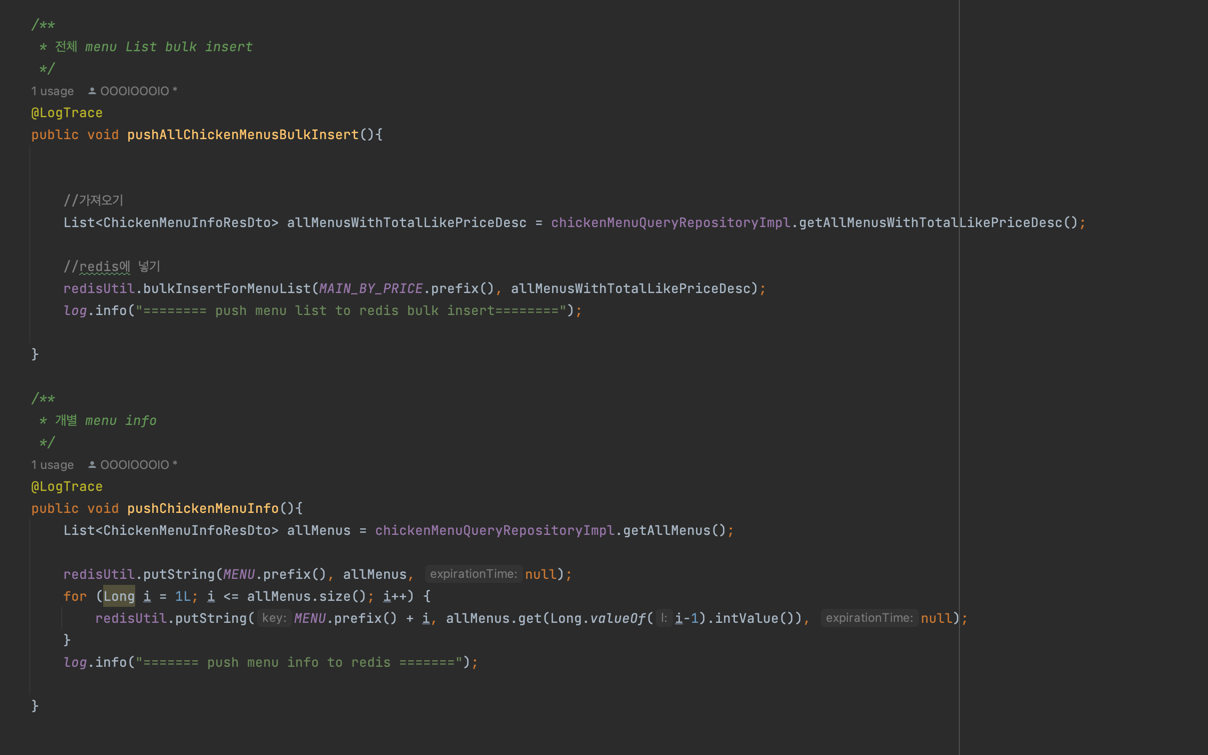 /**
 * 전체 menu List bulk insert
 */
1 usage OOOIOOOIO *
@LogTrace
public void pushAllChickenMenusBulkInsert(){
//가져오기
List<ChickenMenuInfoResDto> allMenusWithTotalLikePriceDesc = chickenMenuQueryRepositoryImpl.getAllMenusWithTotalLikePriceDesc();
//redis에 넣기
redisUtil.bulkInsertForMenuList(MAIN_BY_PRICE.prefix(), allMenusWithTotalLikePriceDesc);
log.info("======== push menu list to redis bulk insert========");
}
/**
 * 개별 menu info
 */
1 usage OOOIOOOIO *
@LogTrace
public void pushChickenMenuInfo(){
List<ChickenMenuInfoResDto> allMenus = chickenMenuQueryRepositoryImpl.getAllMenus();
redisUtil.putString(MENU.prefix(), allMenus, expirationTime: null);
for (Long i = 1L; i <= allMenus.size(); i++) {
redisUtil.putString( key: MENU.prefix() + i, allMenus.get(Long.valueOf( l: i-1).intValue()), expirationTime: null);
}
log.info("======= push menu info to redis =======");
}